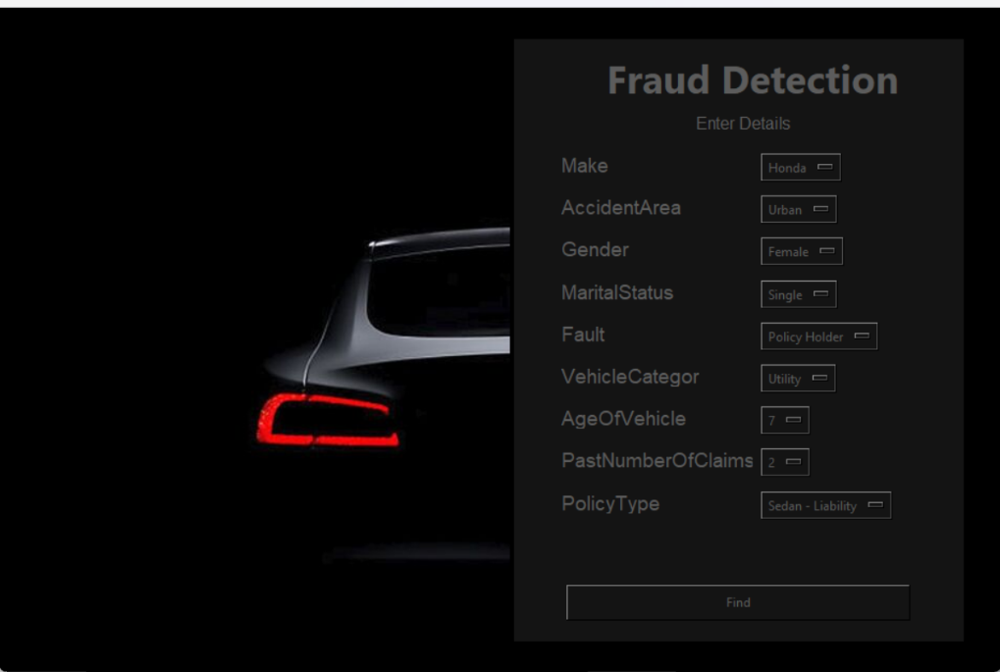 Fraud Detection
Enter Details
Make Honda
AccidentArea Urban
Gender Female
MaritalStatus Single
Fault Policy Holder
VehicleCategor Utility
AgeOfVehicle 7
PastNumberOfClaims 2
PolicyType Sedan - Liability
Find